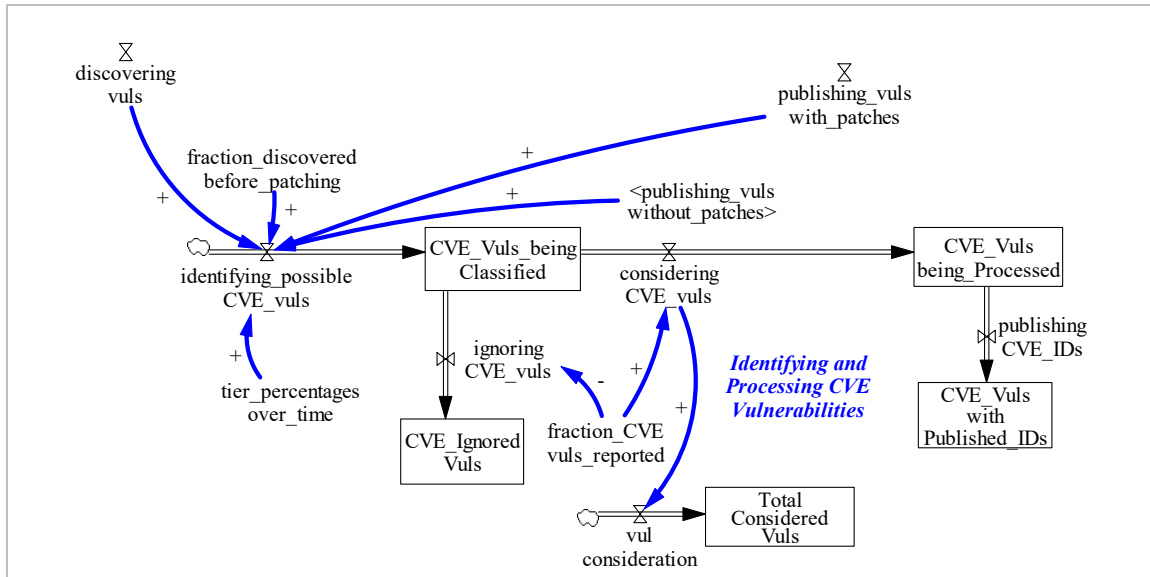 discovering
vuls
publishing_vuls
with_patches
fraction_discovered
before_patching
+
+
+
+
<publishing_vuls
without_patches>
CVE_Vuls_being
Classified
CVE_Vuls
being_Processed
identifying_possible
CVE_vuls
considering
CVE_vuls
publishing
CVE_IDs
ignoring
CVE_vuls
+
-
+
+
Identifying and
Processing CVE
Vulnerabilities
tier_percentages
over_time
CVE_Vuls
with
Published_IDs
CVE_Ignored
Vuls
fraction_CVE
vuls_reported
Total
Considered
Vuls
vul
consideration